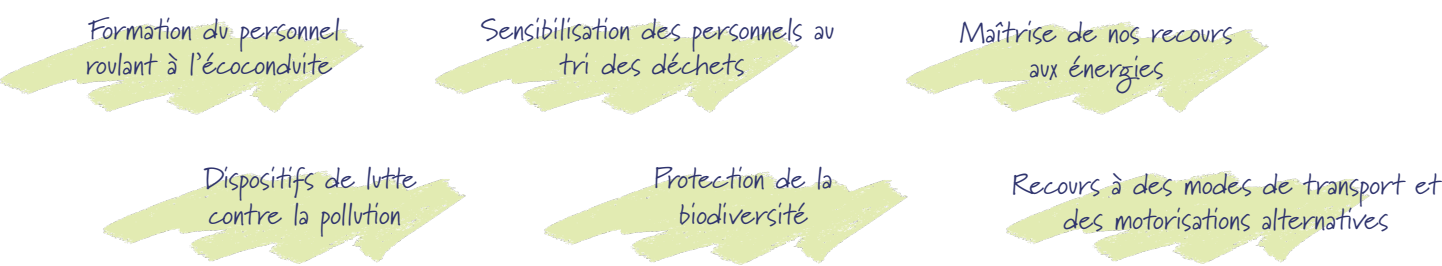 Formation du personnel
roulant à l'écoconduite
Sensibilisation des personnels au
tri des déchets
Maîtrise de nos recours
aux énergies
Dispositifs de lutte
contre la pollution
Protection de la
biodiversité
Recours à des modes de transport et
des motorisations alternatives